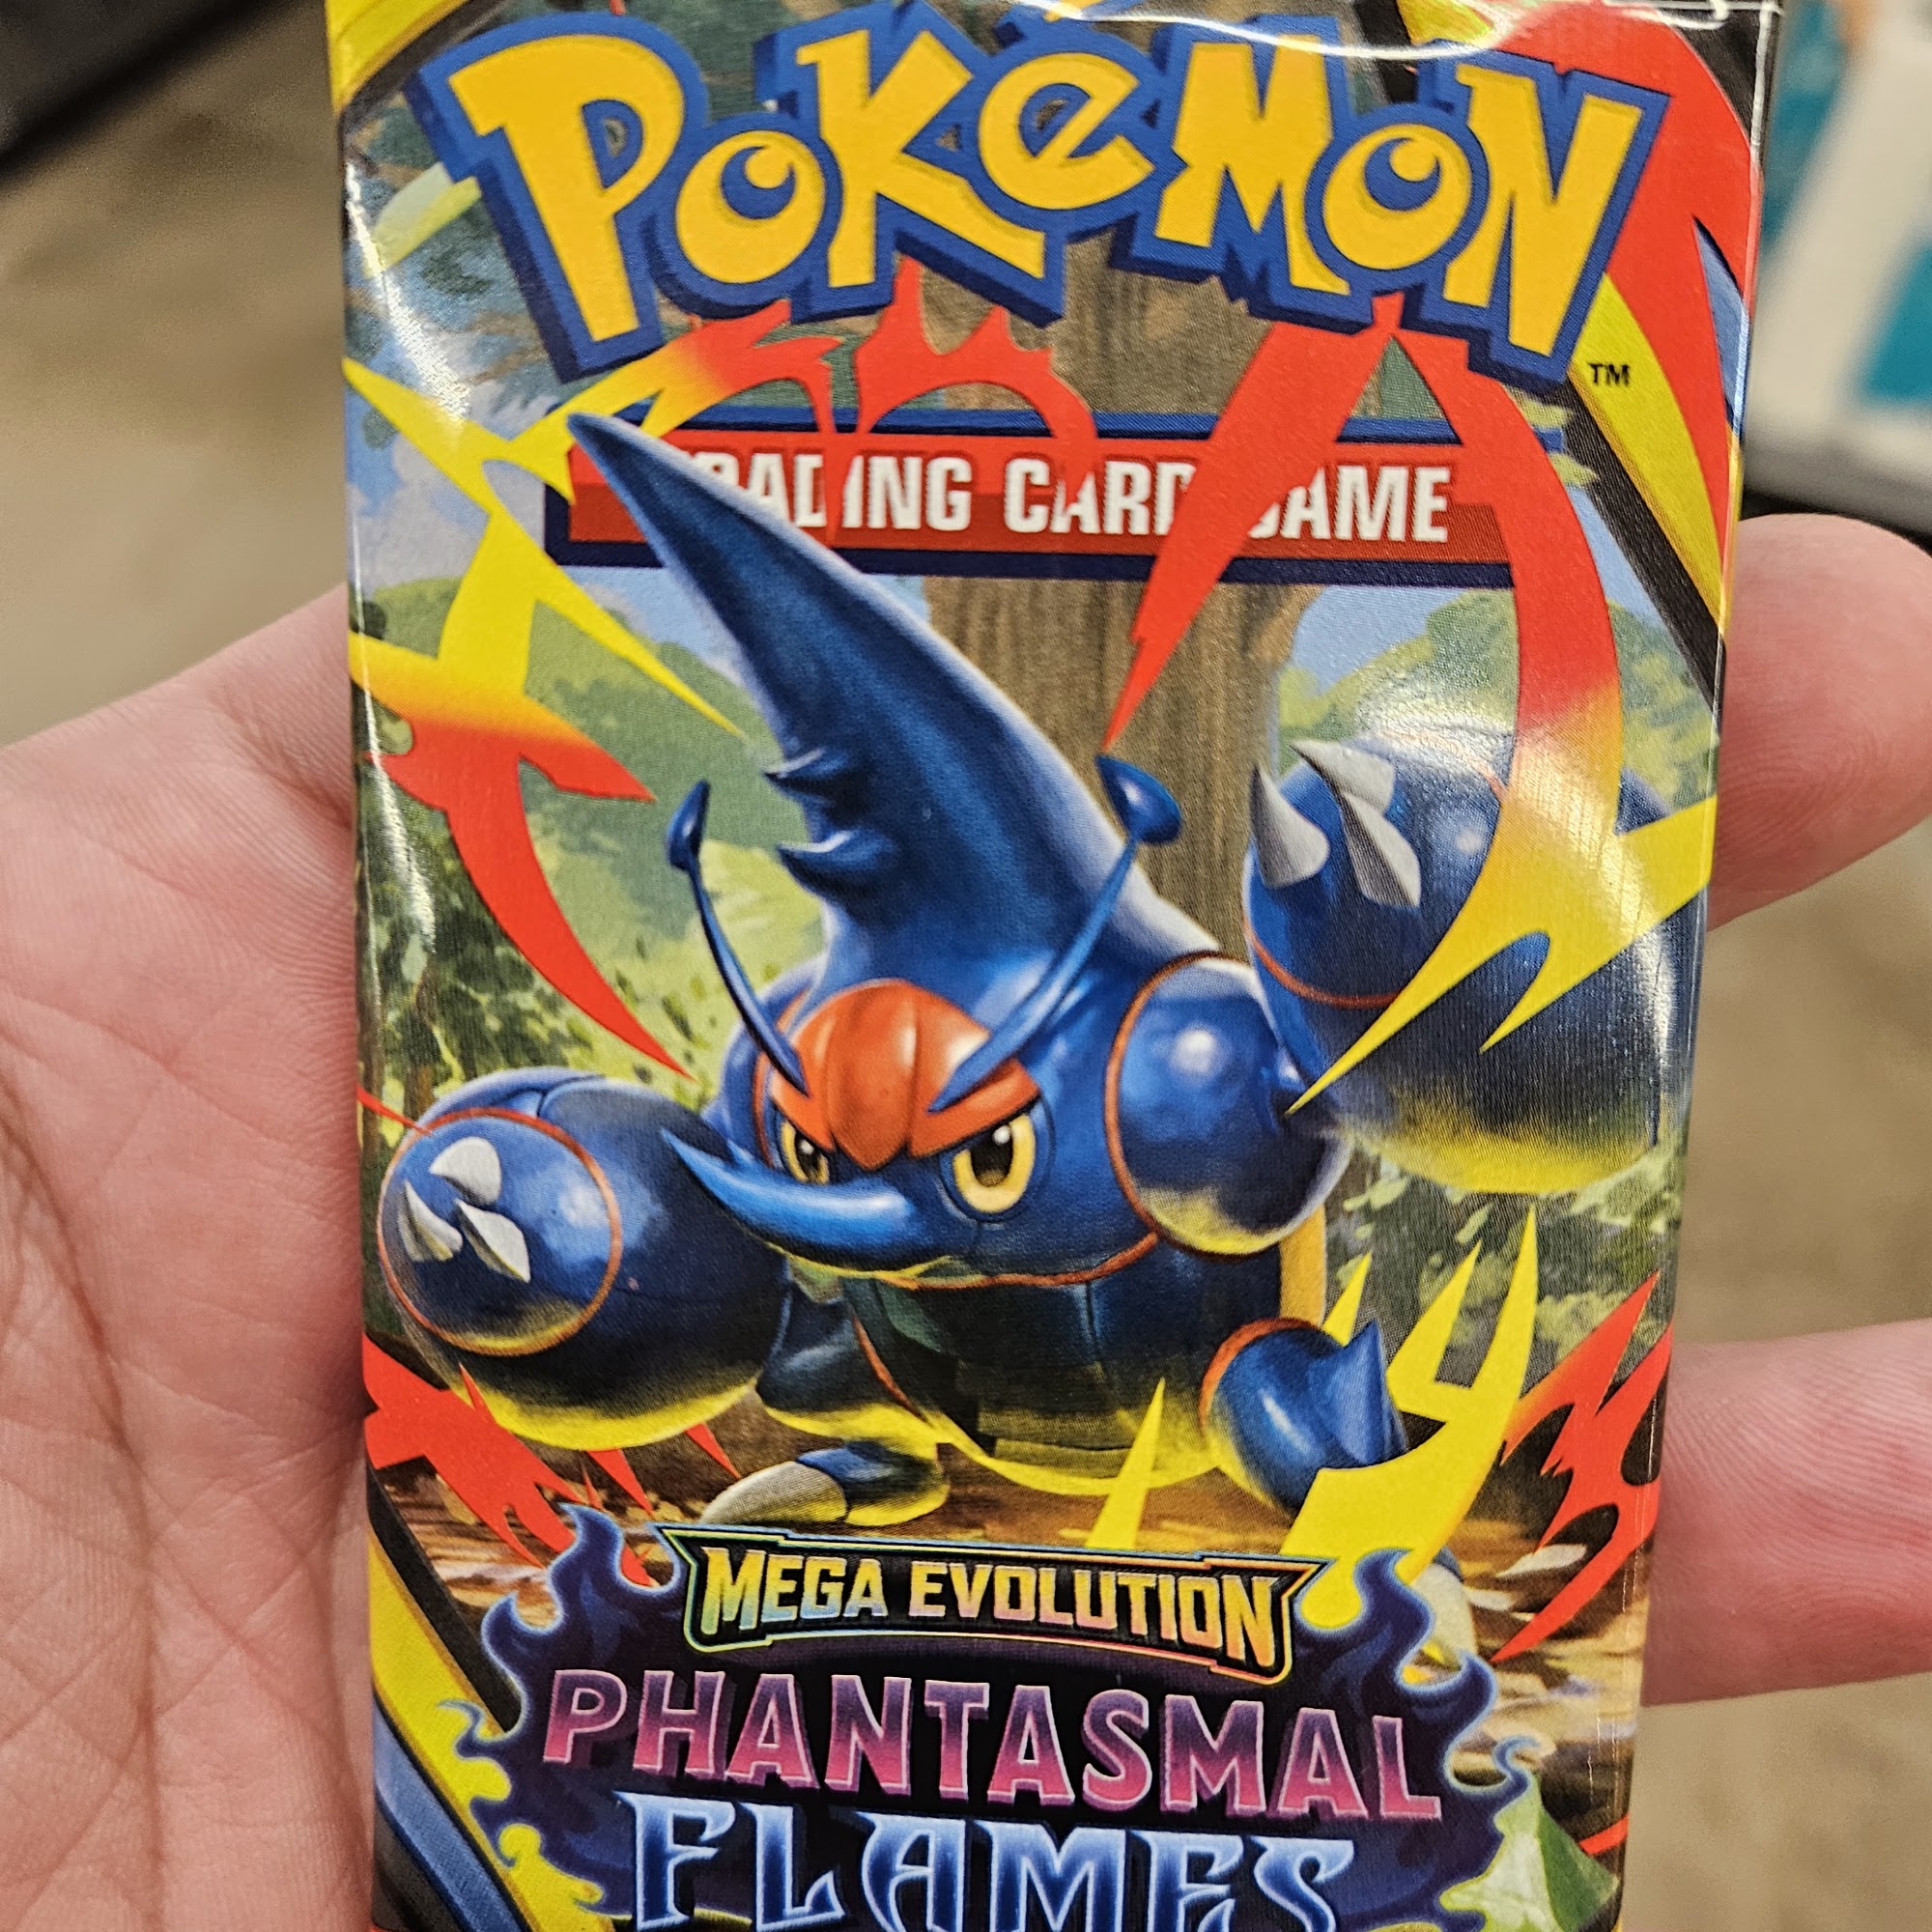 POKéMON
TM
TRADING CARD GAME
MEGA EVOLUTION
PHANTASMAL
FLAMES